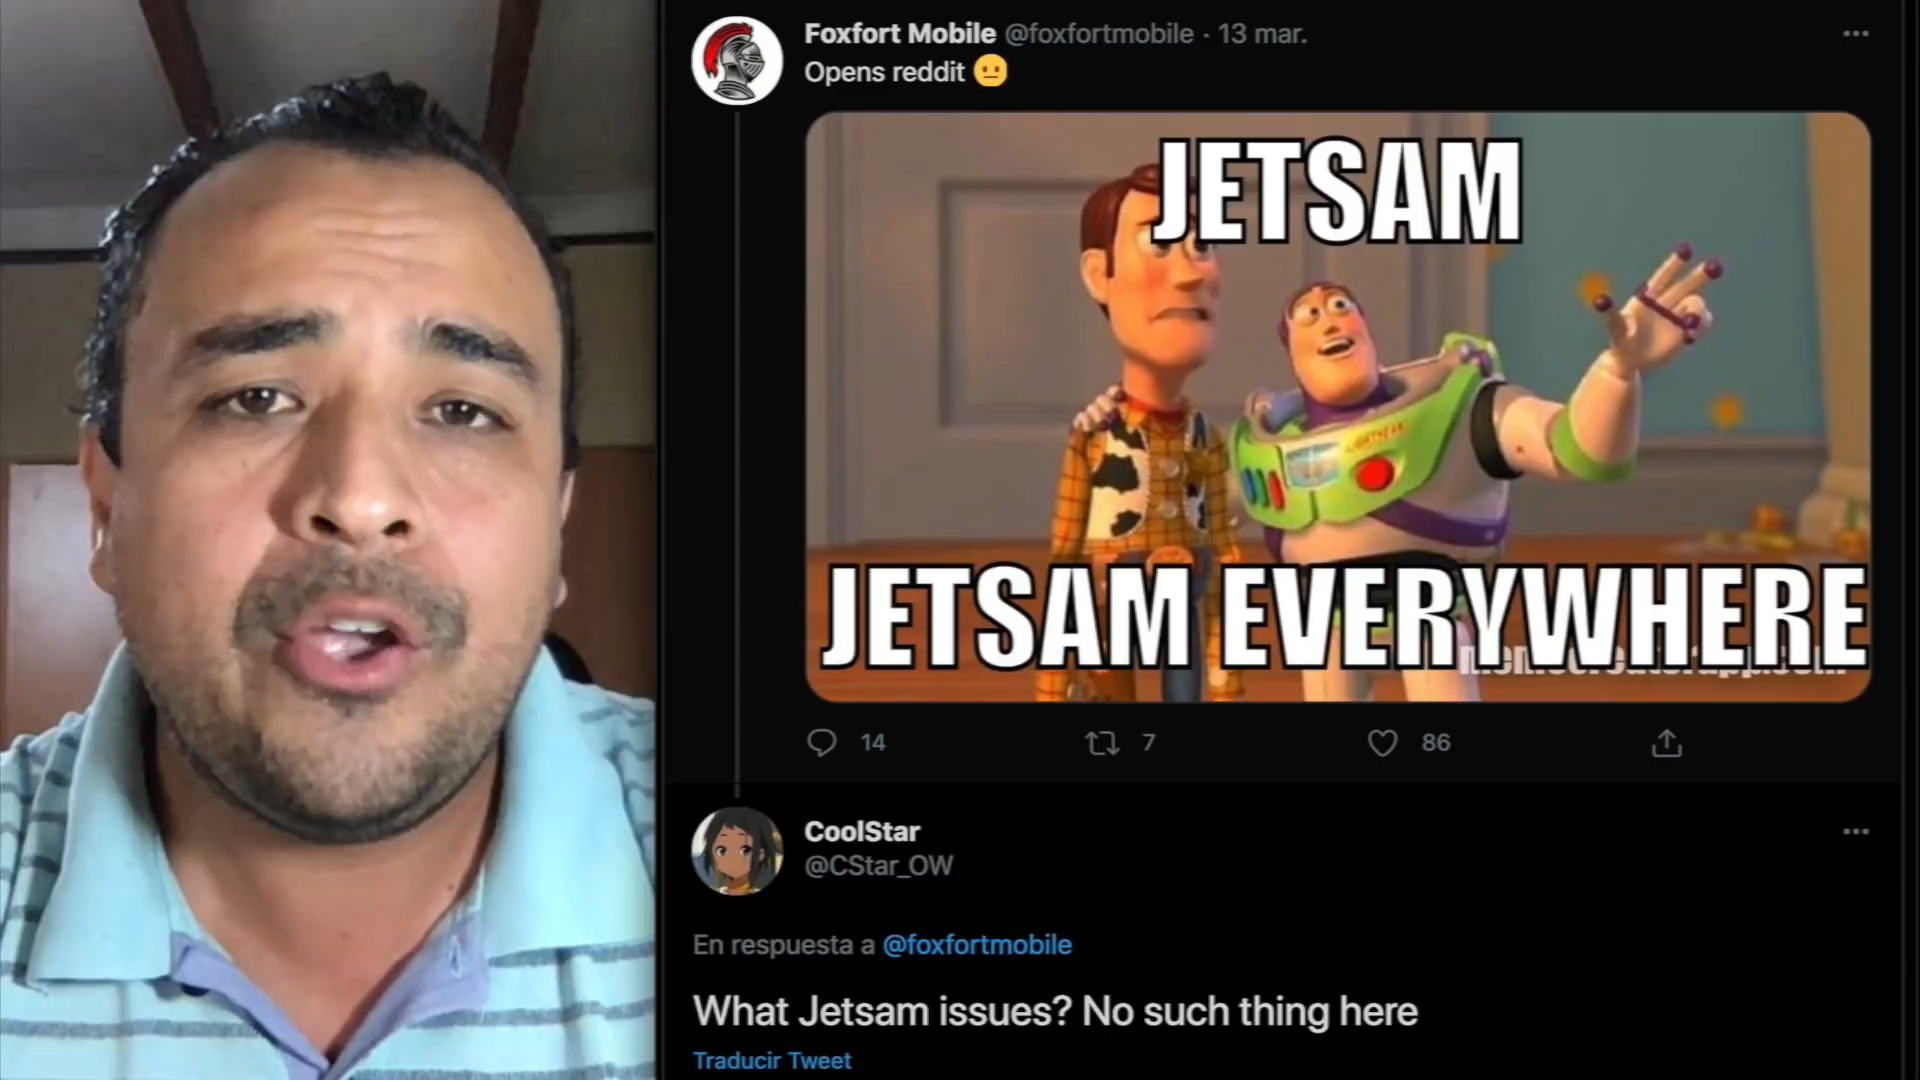 Foxfort Mobile @foxfortmobile · 13 mar.
Opens reddit 😐
JETSAM
JETSAM EVERYWHERE
14 7 86
CoolStar
@CStar_OW
En respuesta a @foxfortmobile
What Jetsam issues? No such thing here
Traducir Tweet